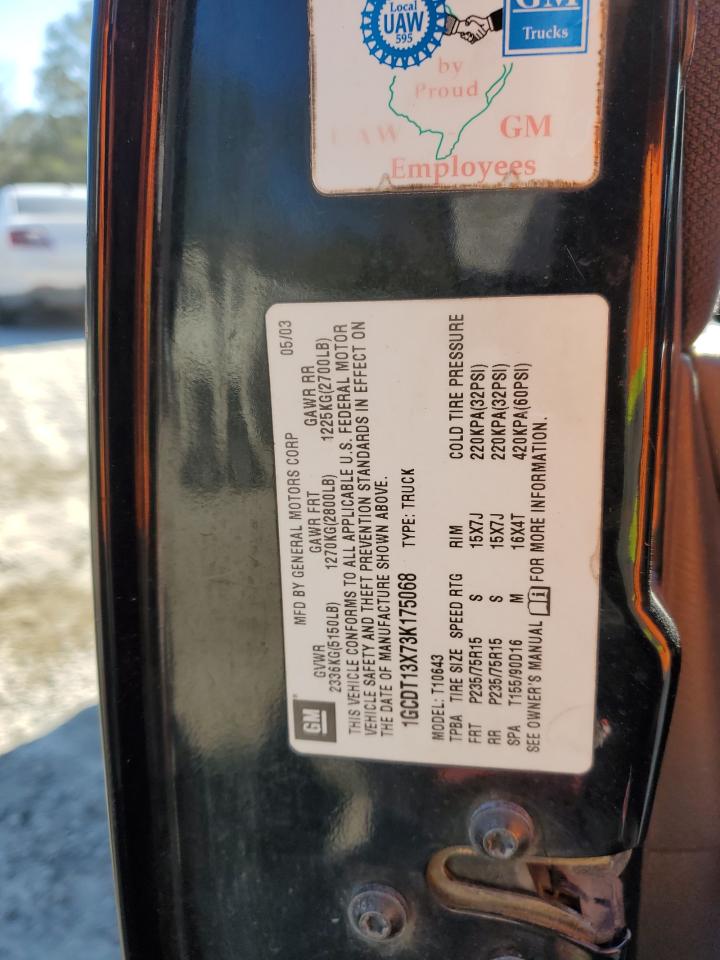 Local
UAW
595
GM
Trucks
by
Proud
UAW - GM
Employees
GM
MFD BY GENERAL MOTORS CORP 05/03
GVWR GAWR FRT GAWR RR
2336KG(5150LB) 1270KG(2800LB) 1225KG(2700LB)
THIS VEHICLE CONFORMS TO ALL APPLICABLE U.S. FEDERAL MOTOR
VEHICLE SAFETY AND THEFT PREVENTION STANDARDS IN EFFECT ON
THE DATE OF MANUFACTURE SHOWN ABOVE.
1GCDT13X73K175068 TYPE: TRUCK
MODEL: T10643
TPBA TIRE SIZE SPEED RTG RIM COLD TIRE PRESSURE
FRT P235/75R15 S 15X7J 220KPA(32PSI)
RR P235/75R15 S 15X7J 220KPA(32PSI)
SPA T155/90D16 M 16X4T 420KPA(60PSI)
SEE OWNER'S MANUAL FOR MORE INFORMATION.